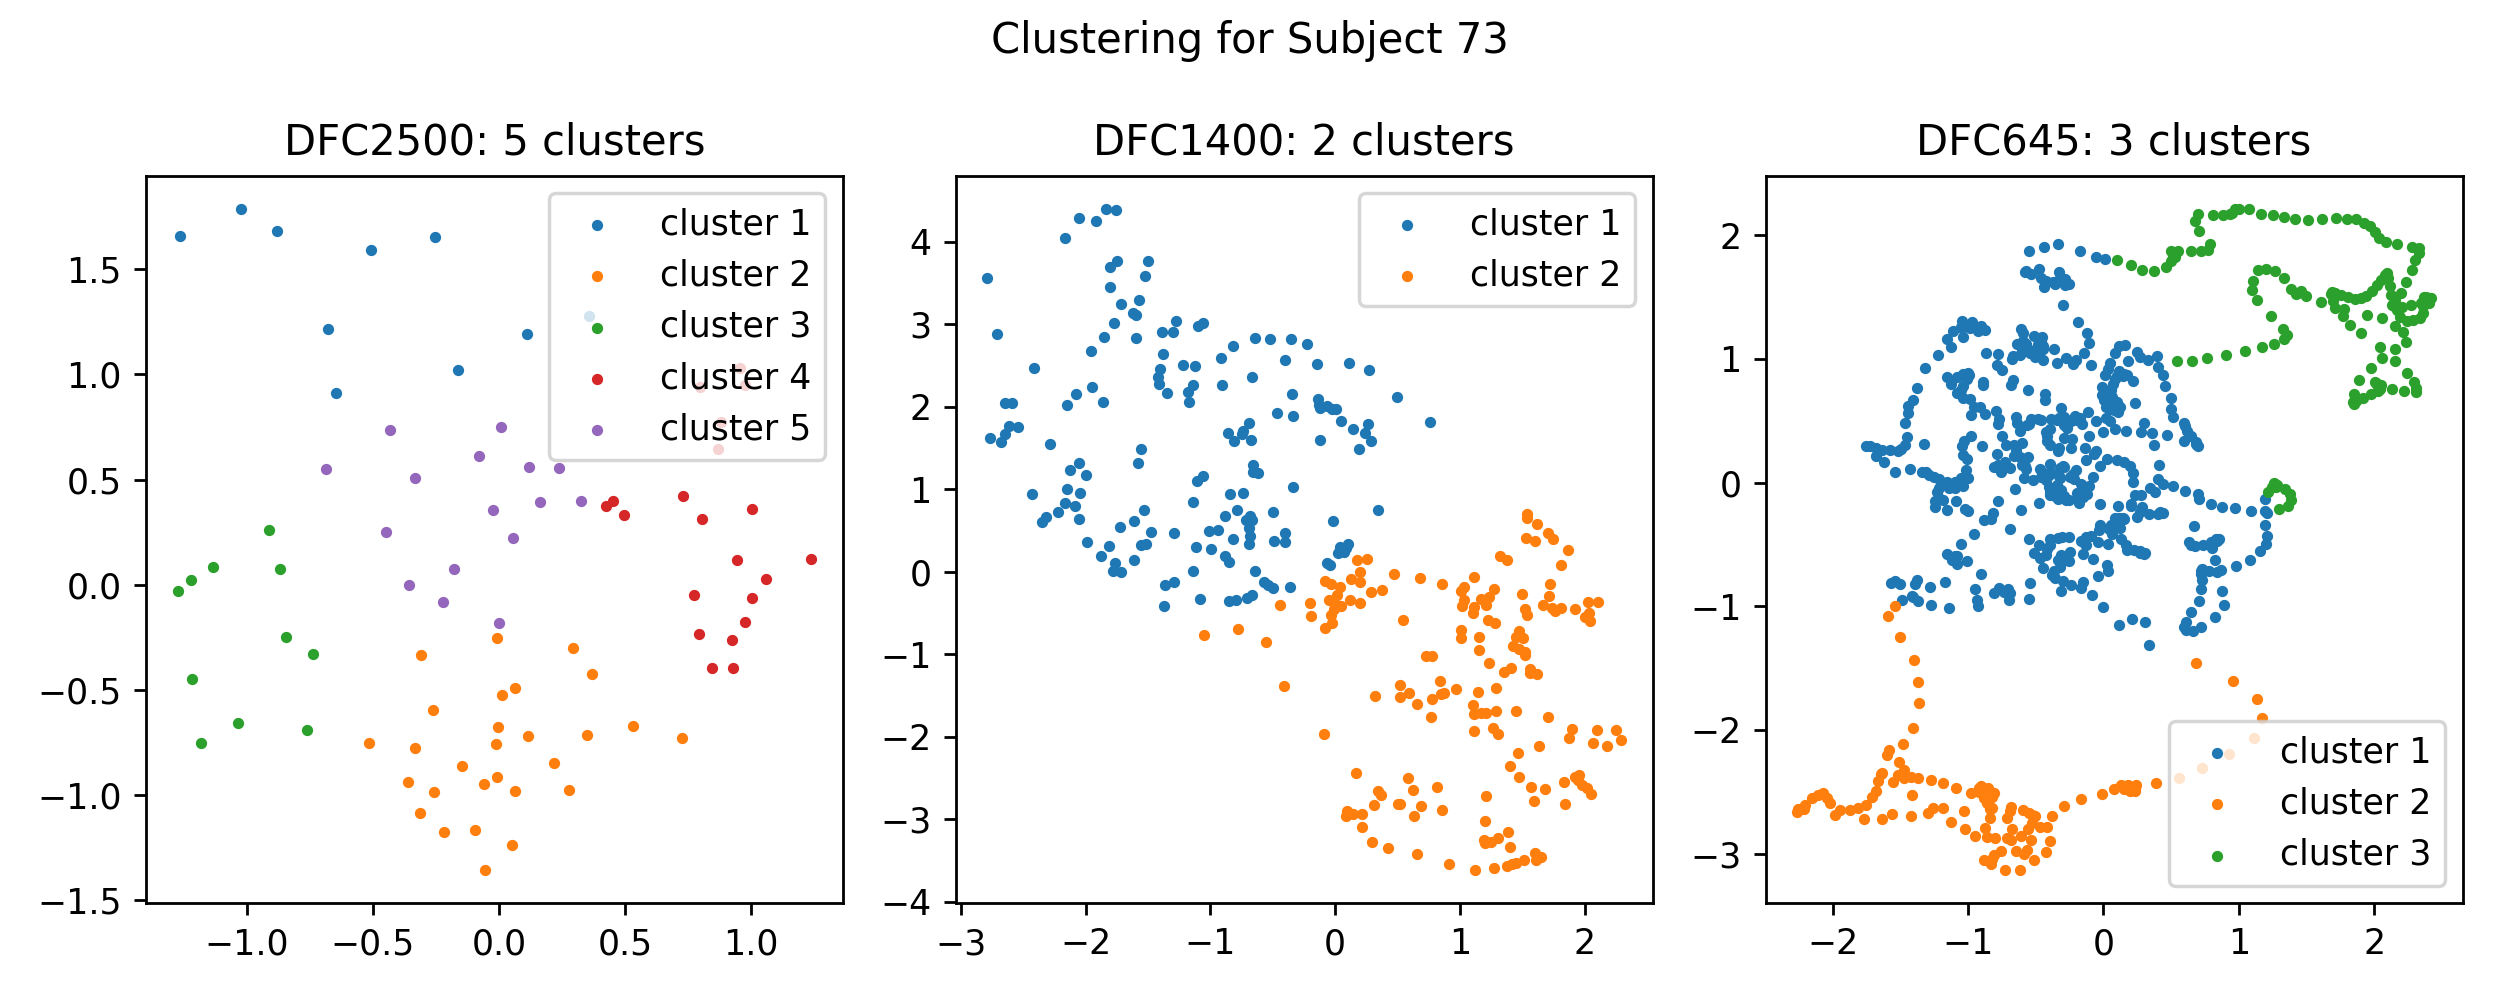 Clustering for Subject 73
DFC2500: 5 clusters
cluster 1
cluster 2
cluster 3
cluster 4
cluster 5
1.5
1.0
0.5
0.0
−0.5
−1.0
−1.5
−1.0 −0.5 0.0 0.5 1.0
DFC1400: 2 clusters
cluster 1
cluster 2
4
3
2
1
0
−1
−2
−3
−4
−3 −2 −1 0 1 2
DFC645: 3 clusters
2
1
0
−1
−2
−3
cluster 1
cluster 2
cluster 3
−2 −1 0 1 2